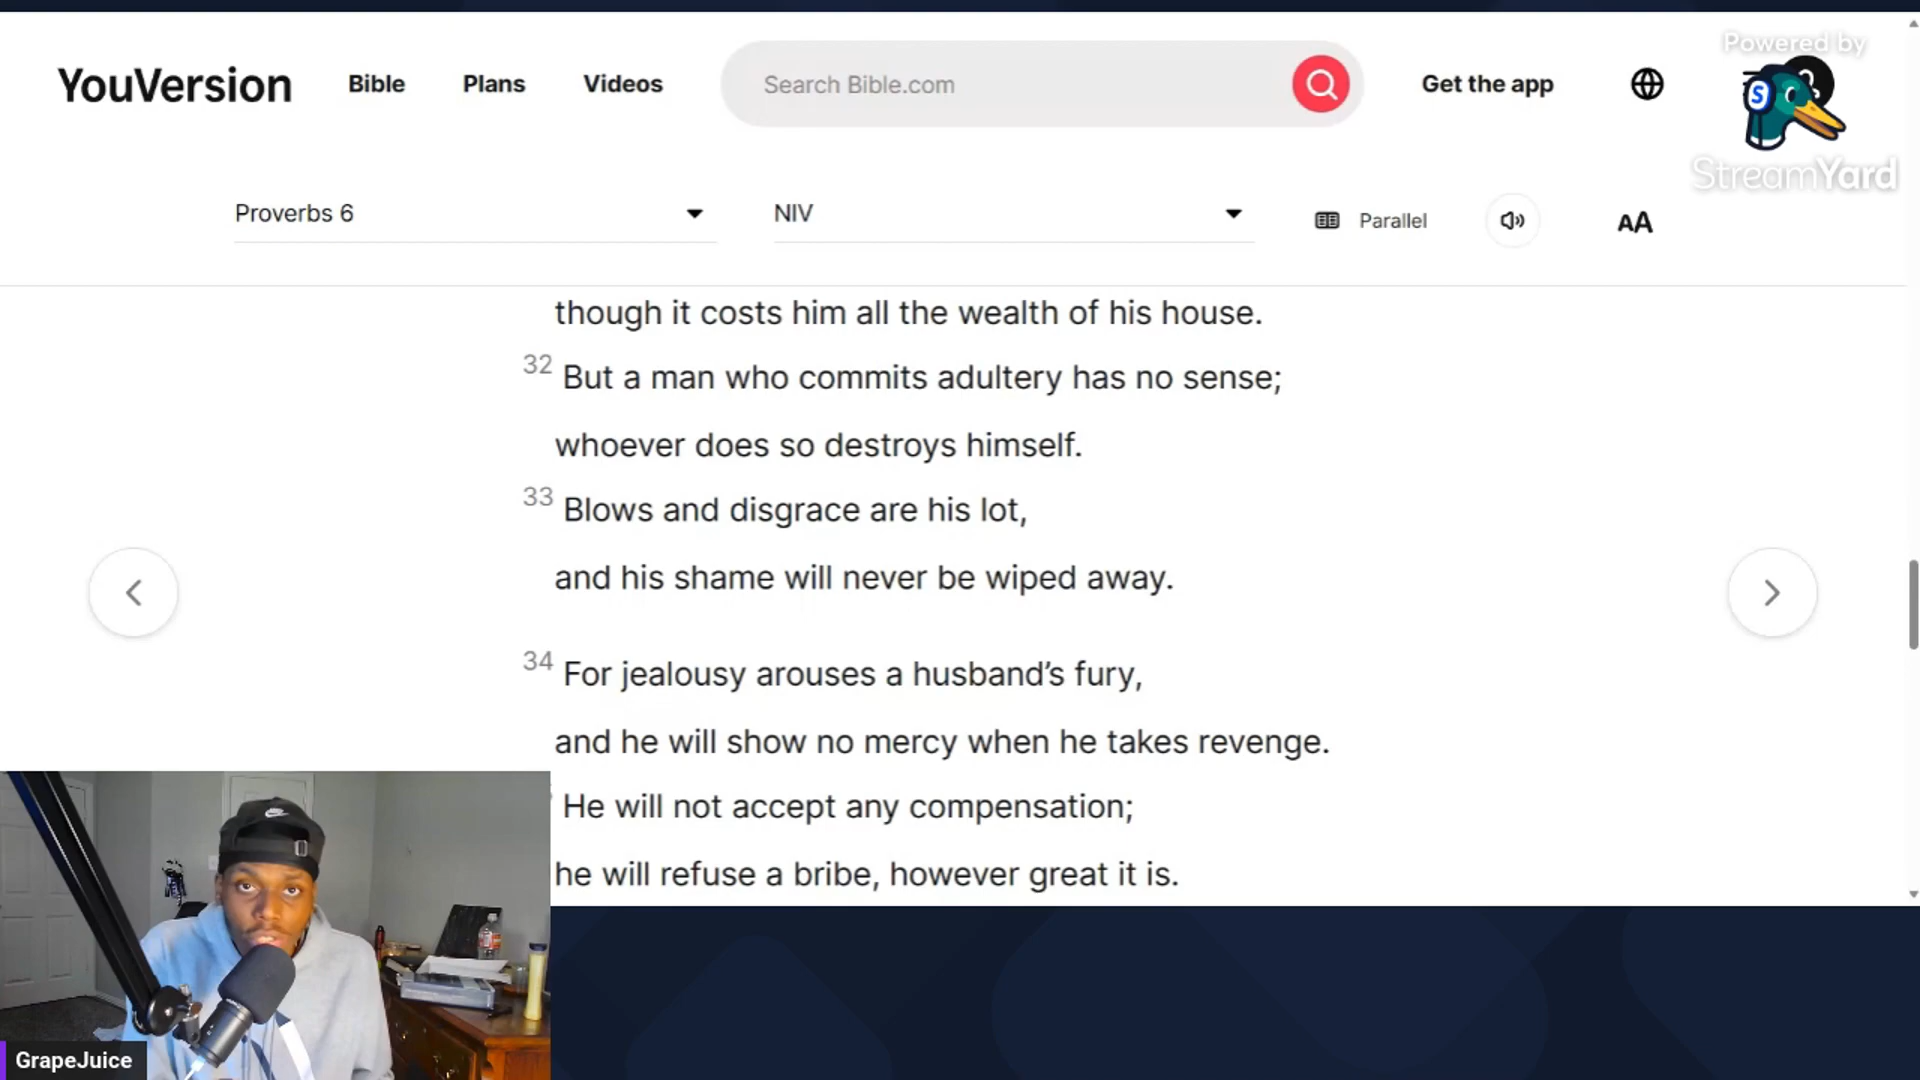 Powered by
YouVersion Bible Plans Videos Search Bible.com Get the app
S
StreamYard
Proverbs 6 NIV Parallel AA
though it costs him all the wealth of his house.
32 But a man who commits adultery has no sense;
whoever does so destroys himself.
33 Blows and disgrace are his lot,
and his shame will never be wiped away.
34 For jealousy arouses a husband’s fury,
and he will show no mercy when he takes revenge.
He will not accept any compensation;
he will refuse a bribe, however great it is.
GrapeJuice